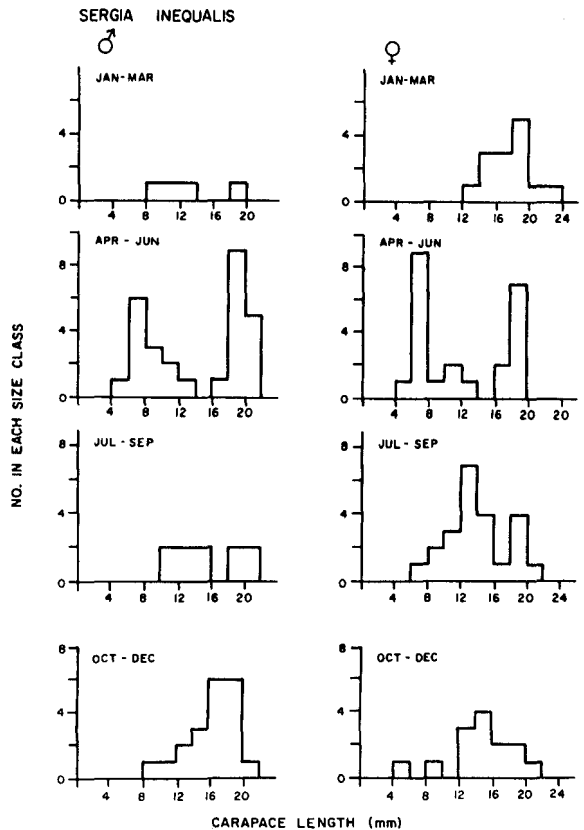 SERGIA INEQUALIS
♂ ♀
JAN-MAR
4
0
4 8 12 16 20
JAN-MAR
4
0
4 8 12 16 20 24
APR - JUN
8
4
0
4 8 12 16 20
APR - JUN
8
4
0
4 8 12 16 20 20
JUL - SEP
8
4
0
4 8 12 16 20
JUL - SEP
8
4
0
4 8 12 16 20 24
OCT - DEC
8
4
0
4 8 12 16 20
OCT - DEC
8
4
0
4 8 12 16 20 24
NO. IN EACH SIZE CLASS
CARAPACE LENGTH (mm)